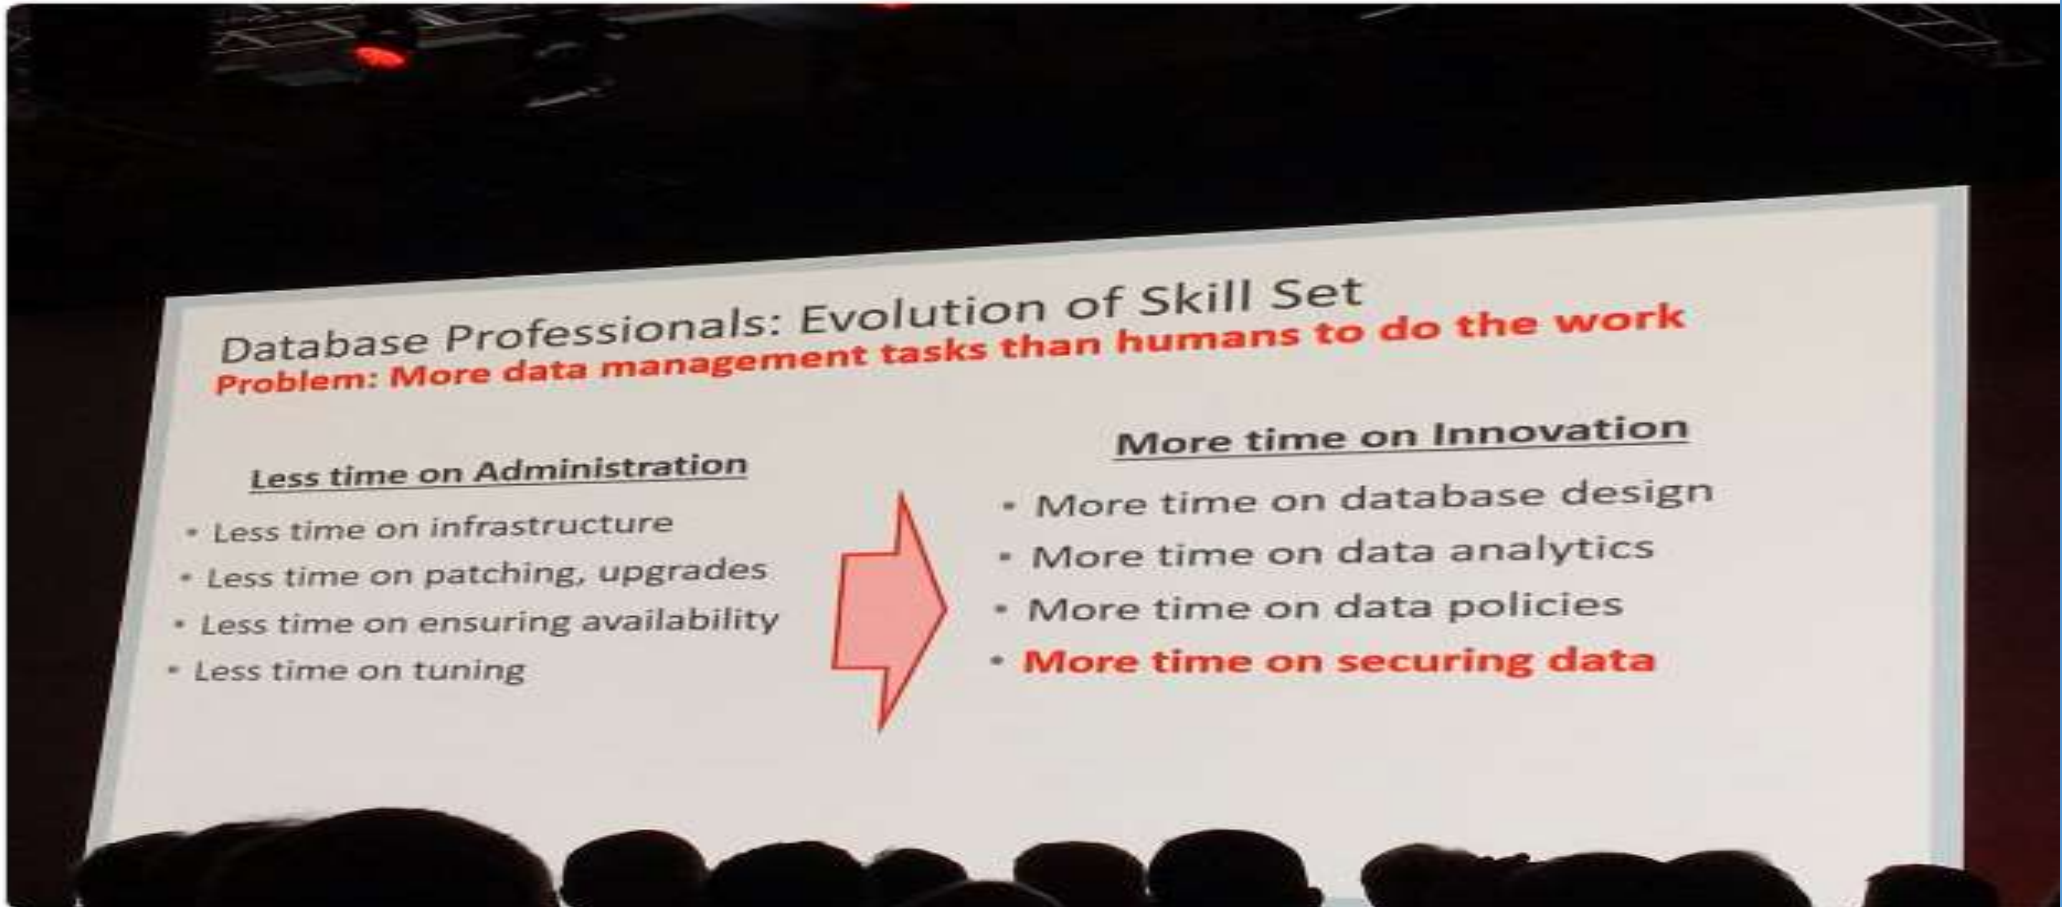 Database Professionals: Evolution of Skill Set
Problem: More data management tasks than humans to do the work
Less time on Administration
• Less time on infrastructure
• Less time on patching, upgrades
• Less time on ensuring availability
• Less time on tuning
More time on Innovation
• More time on database design
• More time on data analytics
• More time on data policies
• More time on securing data